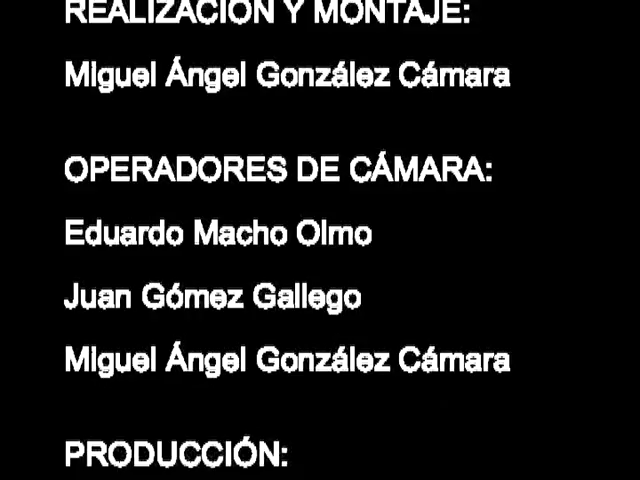 REALIZACIÓN Y MONTAJE:
Miguel Ángel González Cámara
OPERADORES DE CÁMARA:
Eduardo Macho Olmo
Juan Gómez Gallego
Miguel Ángel González Cámara
PRODUCCIÓN: